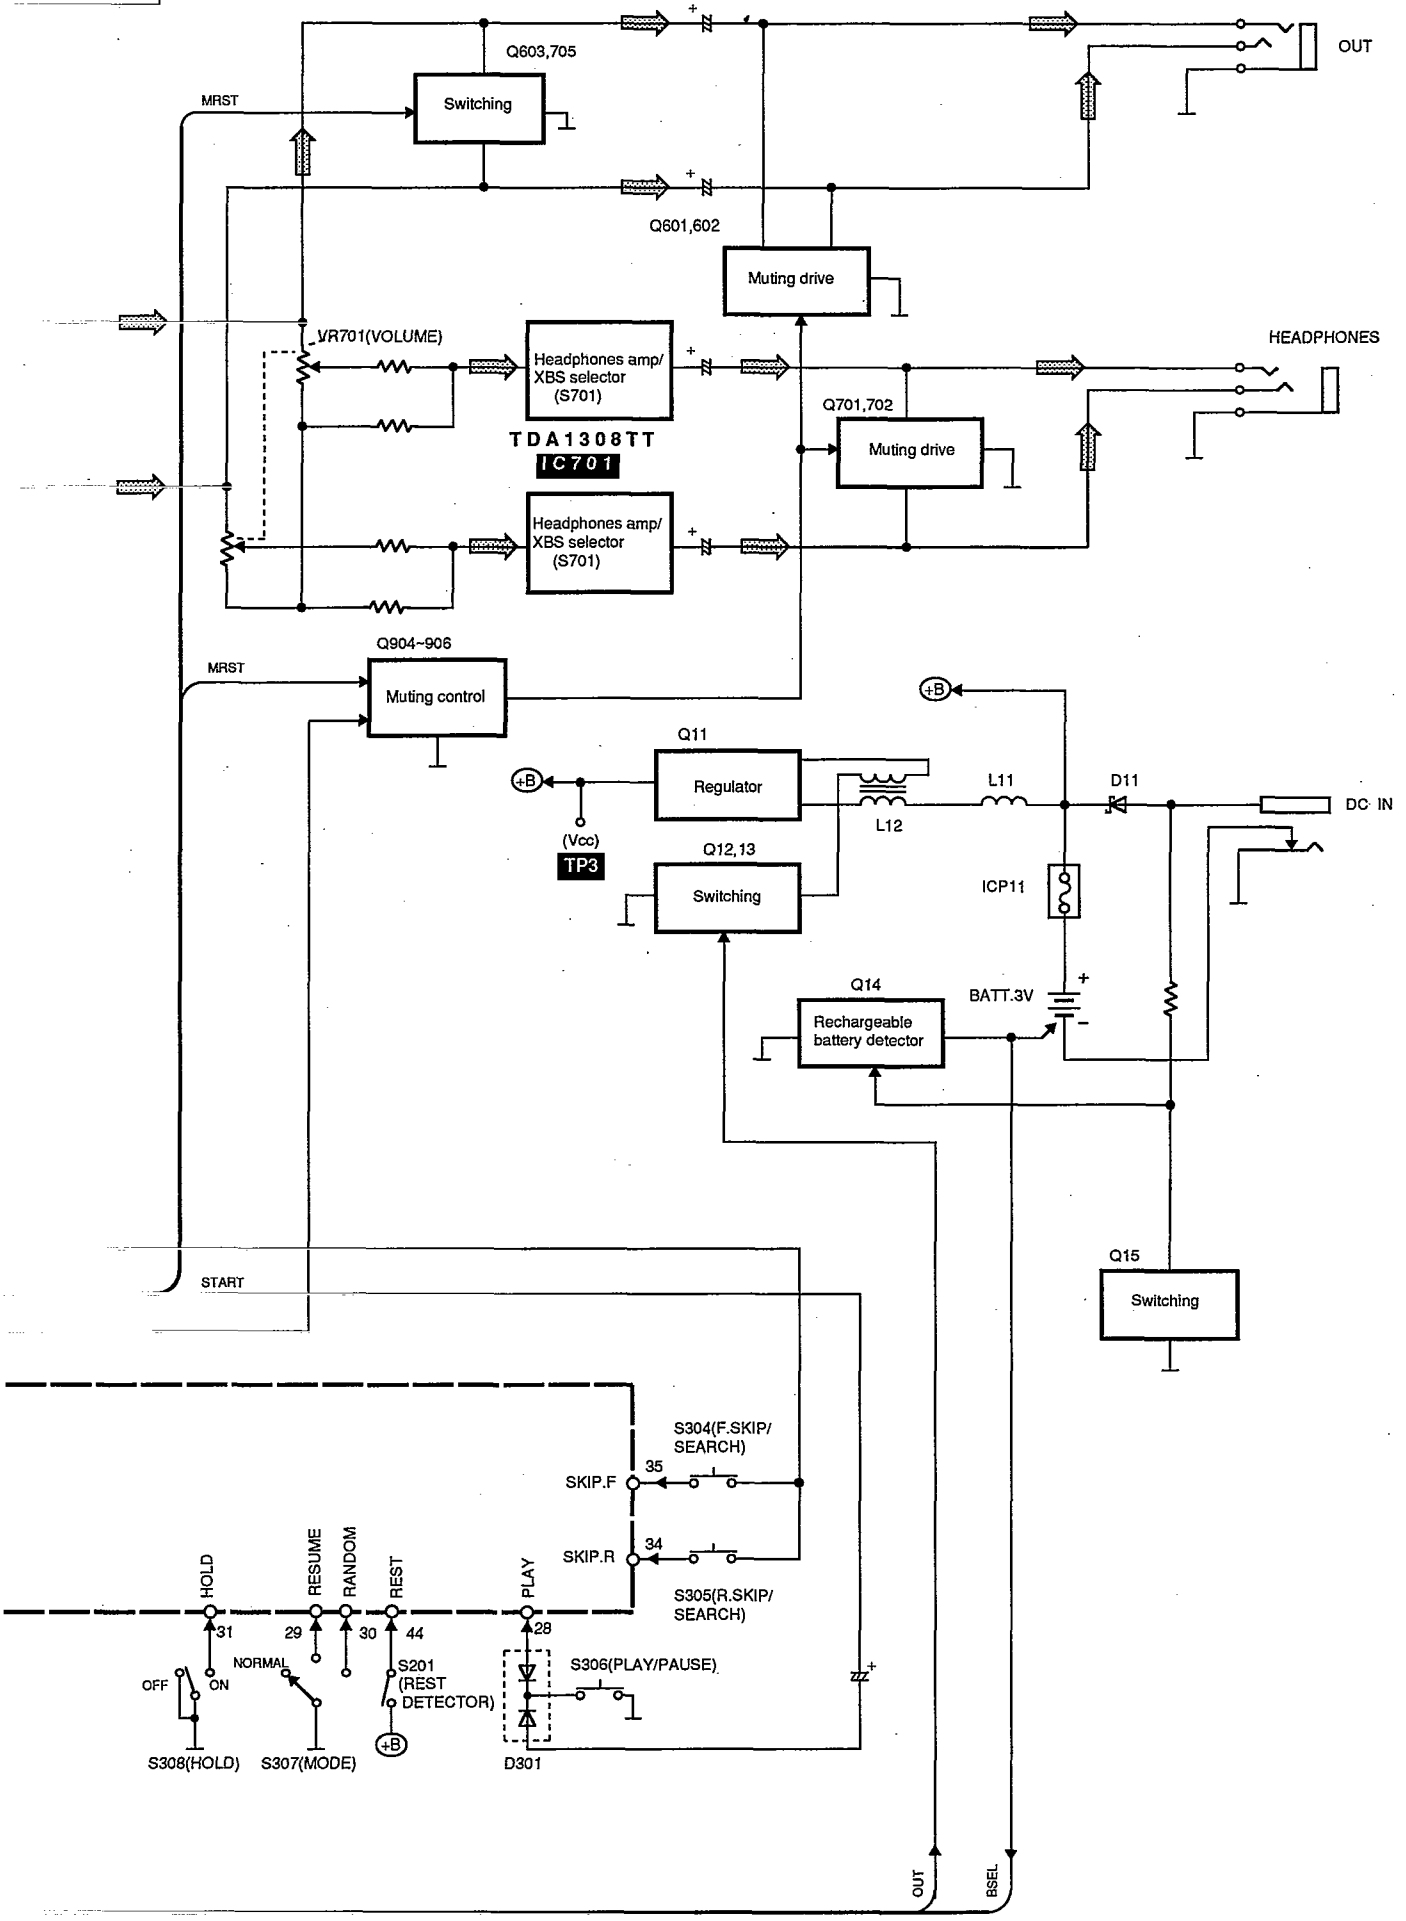 +
Q603,705
OUT
Switching
MRST
+
Q601,602
Muting drive
VR701(VOLUME)
HEADPHONES
Headphones amp/
XBS selector
(S701)
+
Q701,702
TDA1308TT
IC701
Muting drive
Headphones amp/
XBS selector
(S701)
+
Q904~906
MRST
Muting control
+B
Q11
+B
Regulator
L11
D11
DC IN
L12
(Vcc)
TP3
Q12,13
Switching
ICP11
Q14
BATT.3V
+
−
Rechargeable
battery detector
Q15
START
Switching
S304(F.SKIP/
SEARCH)
SKIP.F
35
SKIP.R
34
S305(R.SKIP/
SEARCH)
HOLD
RESUME
RANDOM
REST
PLAY
31
29
30
44
28
NORMAL
OFF
ON
S201
(REST
DETECTOR)
S306(PLAY/PAUSE)
+
+B
S308(HOLD)
S307(MODE)
D301
OUT
BSEL